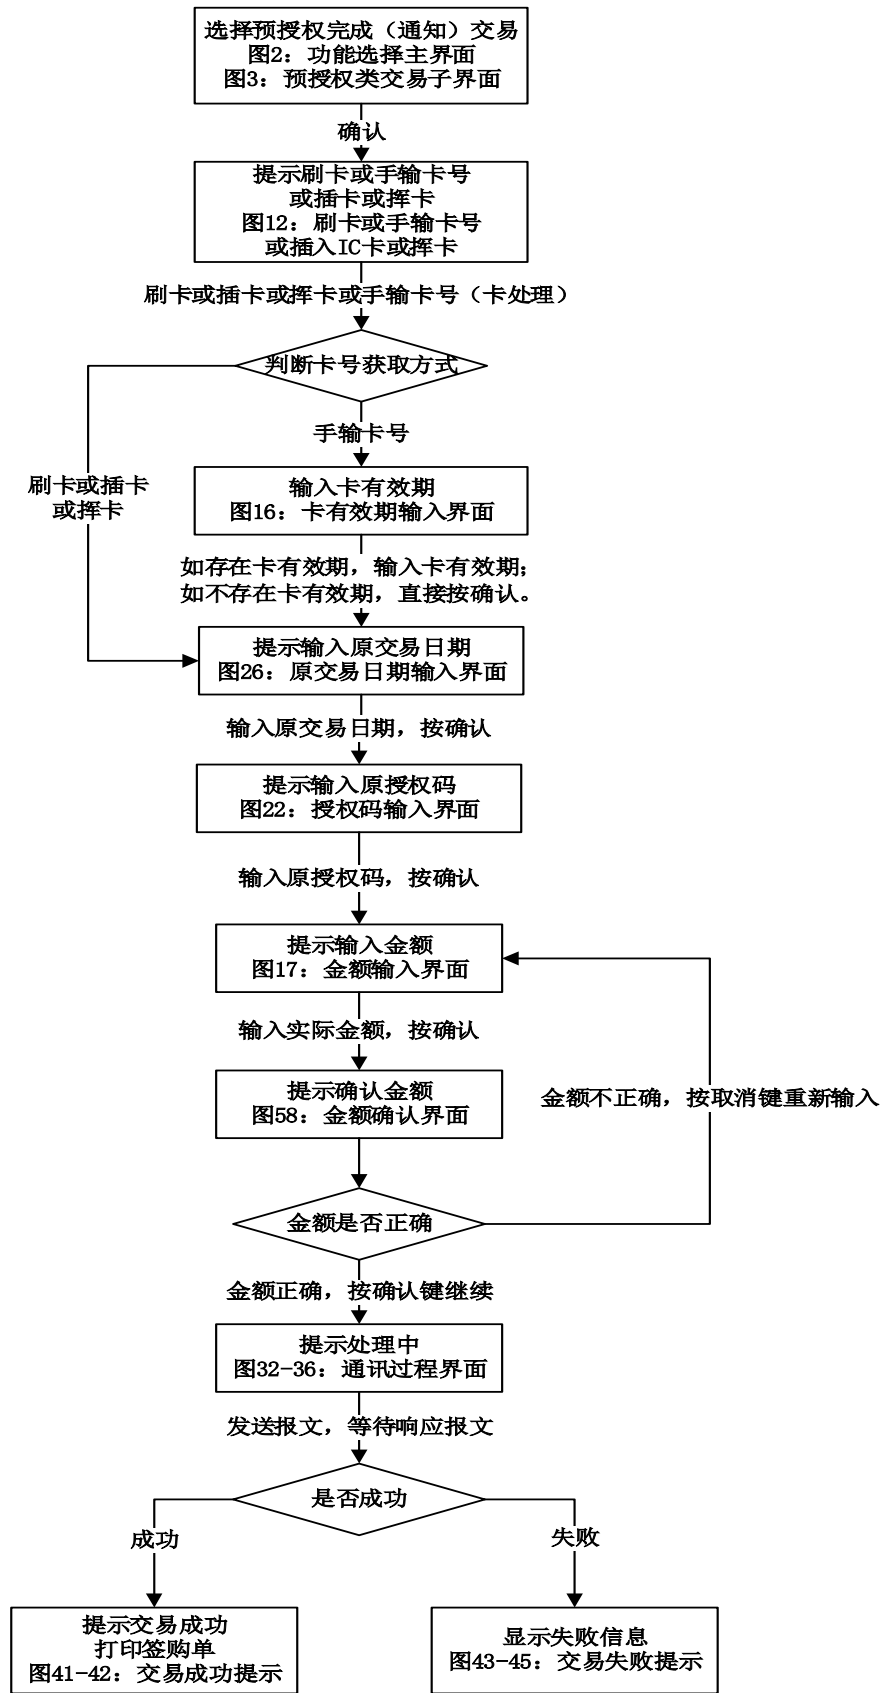 选择预授权完成（通知）交易
图2：功能选择主界面
图3：预授权类交易子界面
确认
提示刷卡或手输卡号
或插卡或挥卡
图12：刷卡或手输卡号
或插入IC卡或挥卡
刷卡或插卡或挥卡或手输卡号（卡处理）
判断卡号获取方式
手输卡号
刷卡或插卡
或挥卡
输入卡有效期
图16：卡有效期输入界面
如存在卡有效期，输入卡有效期；
如不存在卡有效期，直接按确认。
提示输入原交易日期
图26：原交易日期输入界面
输入原交易日期，按确认
提示输入原授权码
图22：授权码输入界面
输入原授权码，按确认
提示输入金额
图17：金额输入界面
输入实际金额，按确认
提示确认金额
图58：金额确认界面
金额不正确，按取消键重新输入
金额是否正确
金额正确，按确认键继续
提示处理中
图32-36：通讯过程界面
发送报文，等待响应报文
是否成功
成功
失败
提示交易成功
打印签购单
图41-42：交易成功提示
显示失败信息
图43-45：交易失败提示